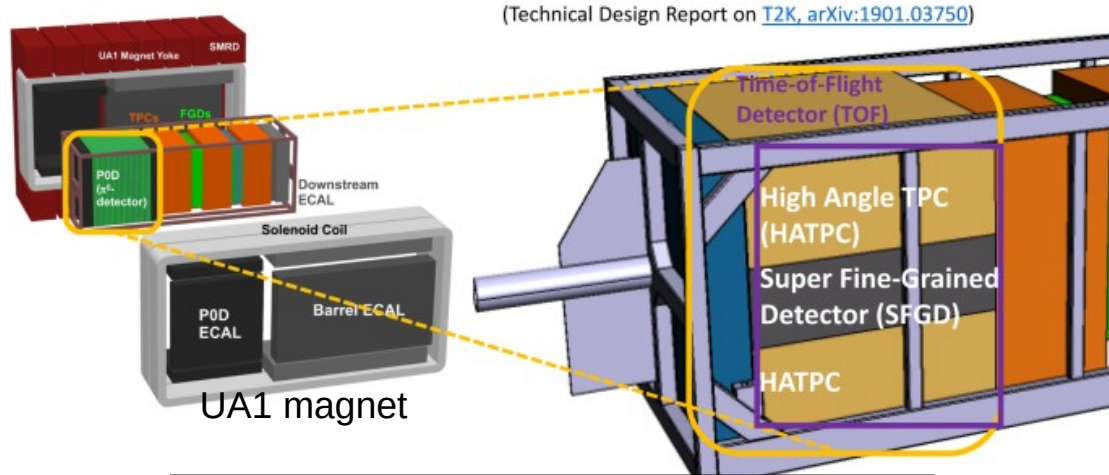 (Technical Design Report on T2K, arXiv:1901.03750)
SMRD
UA1 Magnet Yoke
TPCs
FGDs
P0D
(π⁰-
detector)
Downstream
ECAL
Solenoid Coil
P0D
ECAL
Barrel ECAL
UA1 magnet
Time-of-Flight
Detector (TOF)
High Angle TPC
(HATPC)
Super Fine-Grained
Detector (SFGD)
HATPC